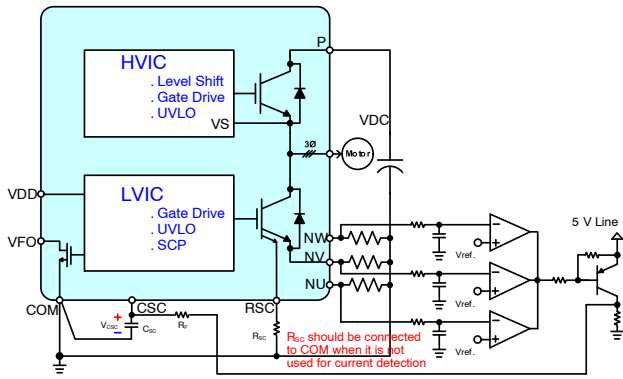 HVIC
. Level Shift
. Gate Drive
. UVLO
VS
P
VDC
3Ø
Motor
VDD
LVIC
. Gate Drive
. UVLO
. SCP
VFO
NW
NV
NU
Vref.
Vref.
Vref.
5 V Line
COM
CSC
RSC
+
VCSC
–
CSC
RF
RSC
RSC should be connected
to COM when it is not
used for current detection